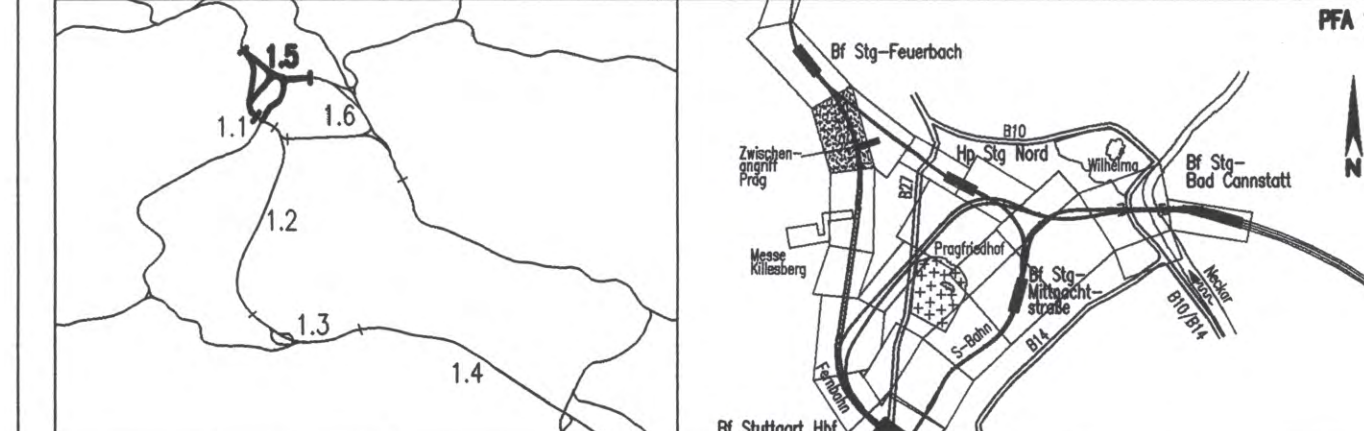 1.5
1.6
1.1
1.2
1.3
1.4
PFA
Bf Stg-Feuerbach
B10
Zwischen-
angriff
Prag
Hp Stg Nord
Wilhelma
Bf Stg-
Bad Cannstatt
N
B27
Messe
Killesberg
Pragfriedhof
Bf Stg-
Mittnacht-
straße
Neckar
B10/B14
S-Bahn
B14
Fernbahn
Bf Stuttgart Hbf